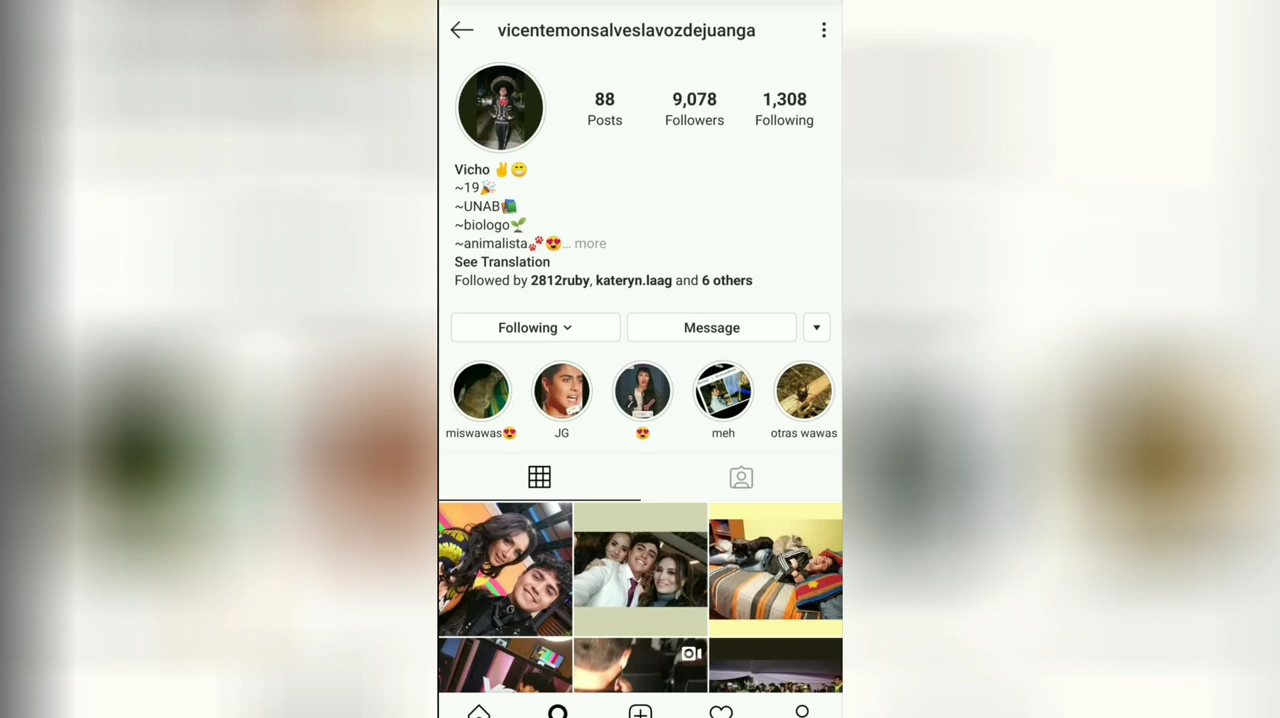 vicentemonsalveslavozdejuanga
88
9,078
1,308
Posts
Followers
Following
Vicho ✌😁
~19🎉
~UNAB📚
~biologo🌱
~animalista🐾😍... more
See Translation
Followed by 2812ruby, kateryn.laag and 6 others
Following
Message
miswawas😍
JG
😍
meh
otras wawas